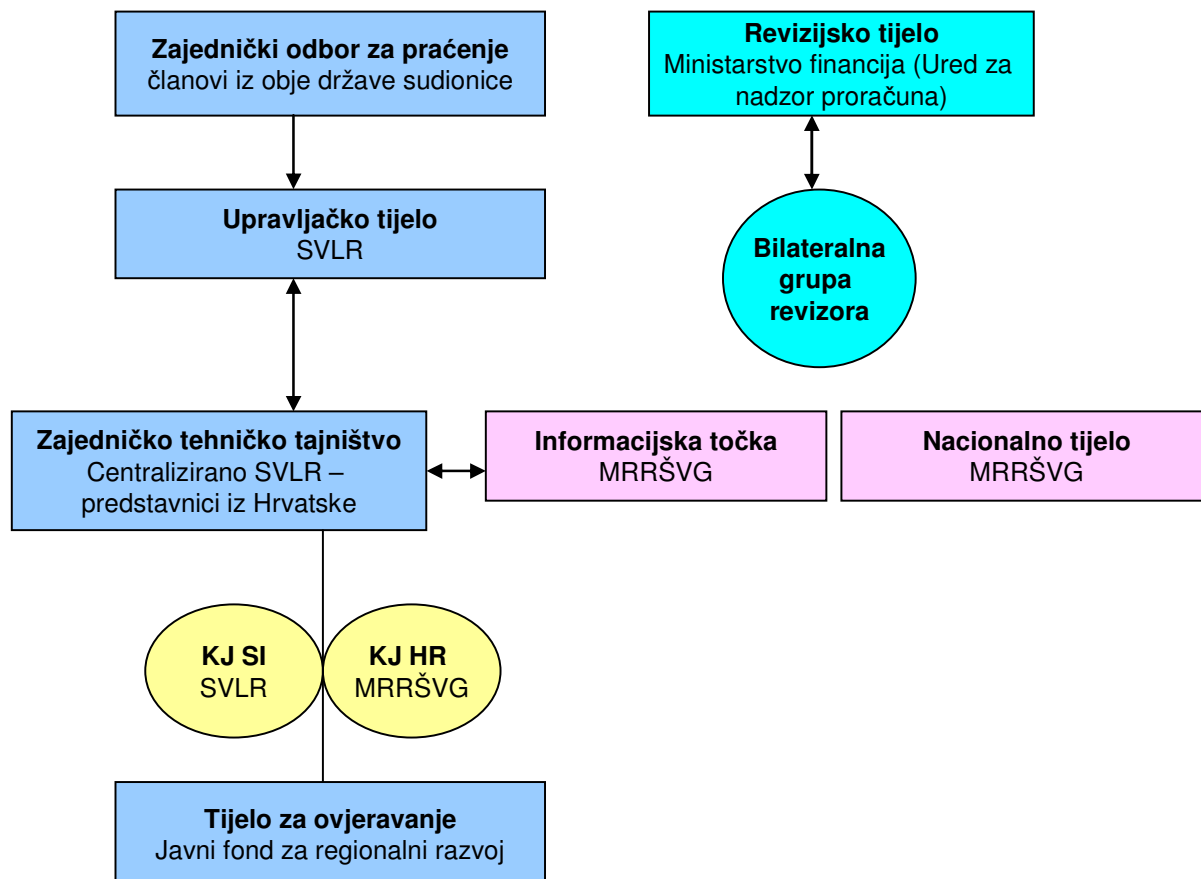 Zajednički odbor za praćenje
članovi iz obje države sudionice
Revizijsko tijelo
Ministarstvo financija (Ured za
nadzor proračuna)
Upravljačko tijelo
SVLR
Bilateralna
grupa
revizora
Zajedničko tehničko tajništvo
Centralizirano SVLR –
predstavnici iz Hrvatske
Informacijska točka
MRRŠVG
Nacionalno tijelo
MRRŠVG
KJ SI
SVLR
KJ HR
MRRŠVG
Tijelo za ovjeravanje
Javni fond za regionalni razvoj